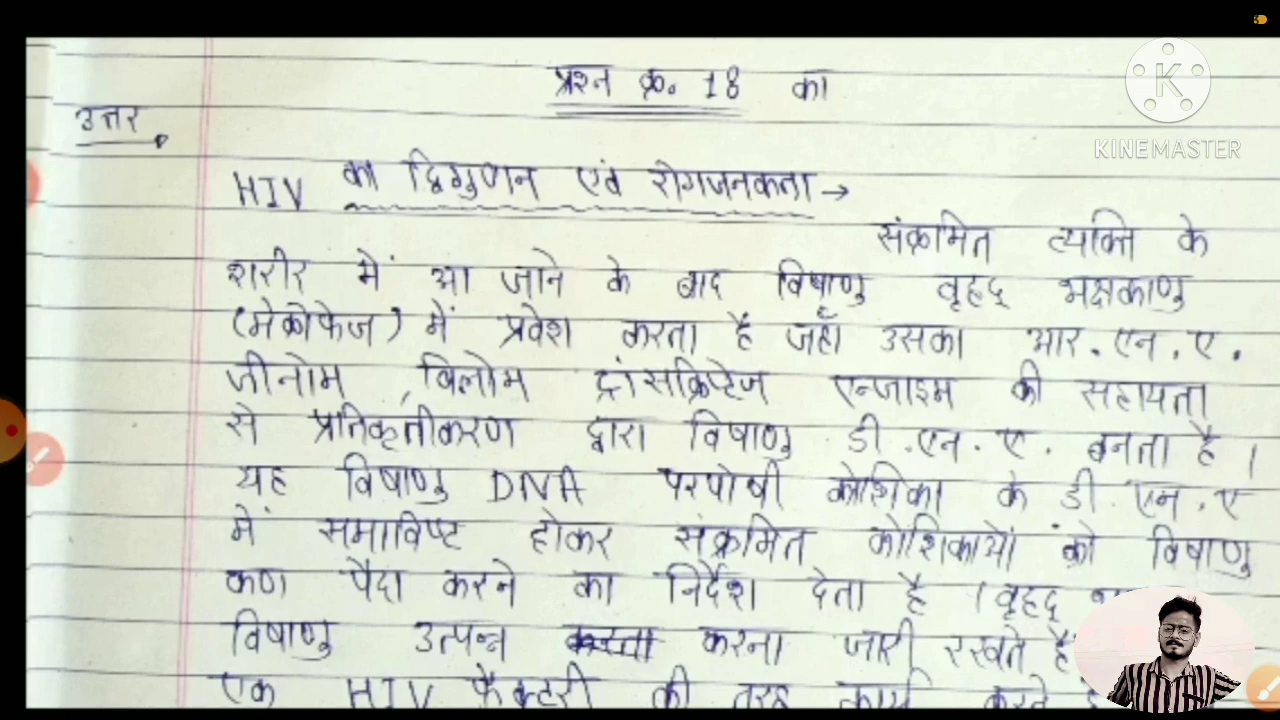 प्रश्न क्र. 18 का
उत्तर
HIV का द्विगुणन एवं रोगजनकता →
संक्रमित व्यक्ति के
शरीर में आ जाने के बाद विषाणु वृहद् भक्षकाणु
(मेक्रोफेज) में प्रवेश करता है जहाँ उसका आर.एन.ए.
जीनोम, विलोम ट्रांसक्रिप्टेज एन्जाइम की सहायता
से प्रतिकृतीकरण द्वारा विषाणु डी.एन.ए. बनता है।
यह विषाणु DNA परपोषी कोशिका के डी.एन.ए
में समाविष्ट होकर संक्रमित कोशिकाओं को विषाणु
कण पैदा करने का निर्देश देता है। वृहद्
विषाणु उत्पन्न करता करना जारी रखते है
एक HIV फैक्टरी की तरह कार्य करते
K
KINEMASTER